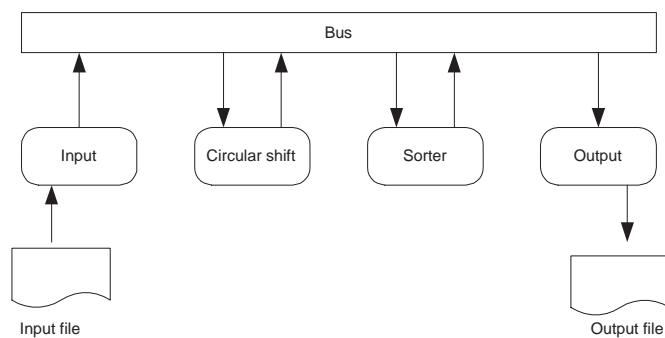 Bus
Input
Circular shift
Sorter
Output
Input file
Output file